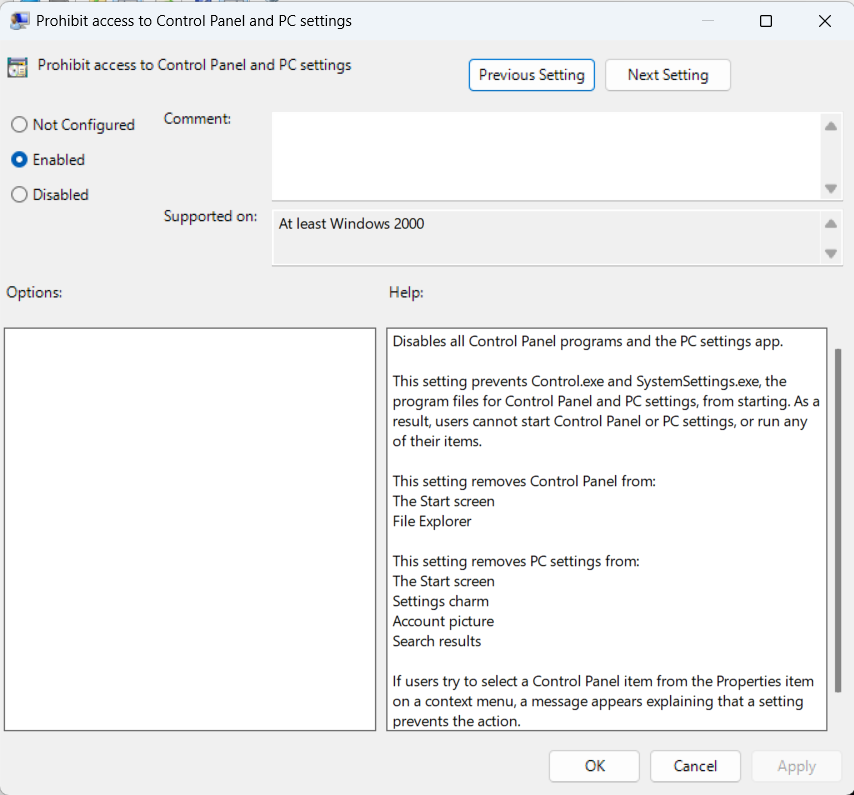 Prohibit access to Control Panel and PC settings
Prohibit access to Control Panel and PC settings
Previous Setting
Next Setting
Not Configured
Enabled
Disabled
Comment:
Supported on:
At least Windows 2000
Options:
Help:
Disables all Control Panel programs and the PC settings app.
This setting prevents Control.exe and SystemSettings.exe, the
program files for Control Panel and PC settings, from starting. As a
result, users cannot start Control Panel or PC settings, or run any
of their items.
This setting removes Control Panel from:
The Start screen
File Explorer
This setting removes PC settings from:
The Start screen
Settings charm
Account picture
Search results
If users try to select a Control Panel item from the Properties item
on a context menu, a message appears explaining that a setting
prevents the action.
OK
Cancel
Apply